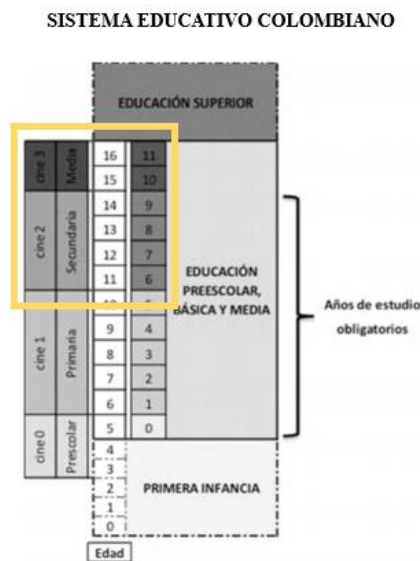 SISTEMA EDUCATIVO COLOMBIANO
EDUCACIÓN SUPERIOR
cine 3 Media 16 11
15 10
cine 2 Secundaria 14 9
13 8
12 7
11 6
EDUCACIÓN
PREESCOLAR,
BÁSICA Y MEDIA
Años de estudio
obligatorios
cine 1 Primaria
9 4
8 3
7 2
6 1
cine 0 Prescolar 5 0
4
3
2
1
0
PRIMERA INFANCIA
Edad